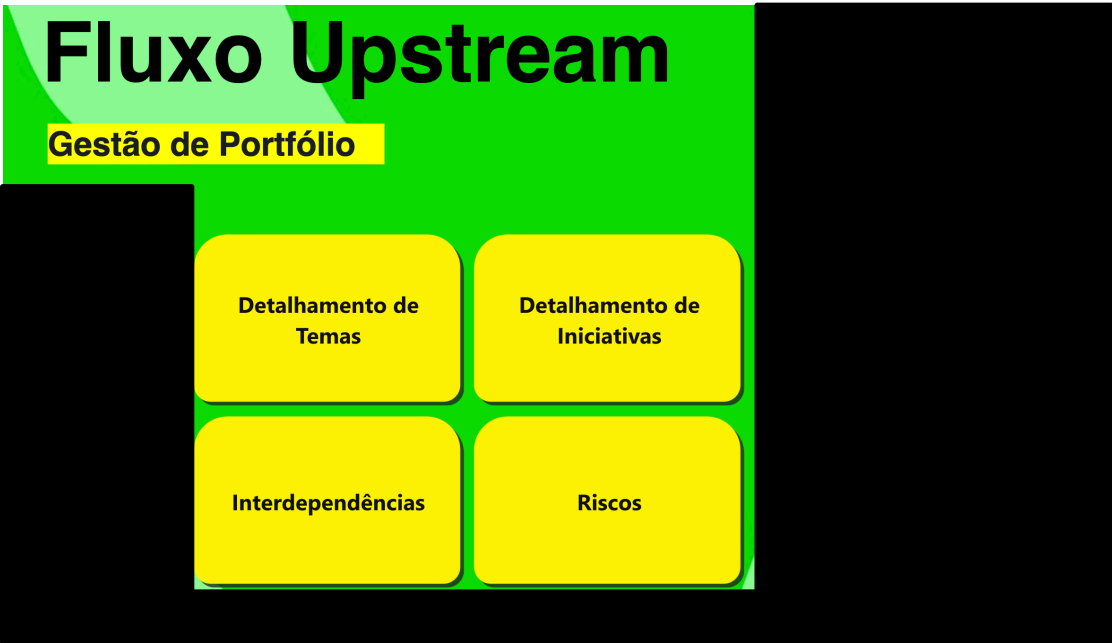 Fluxo Upstream
Gestão de Portfólio
Detalhamento de
Temas
Detalhamento de
Iniciativas
Interdependências
Riscos